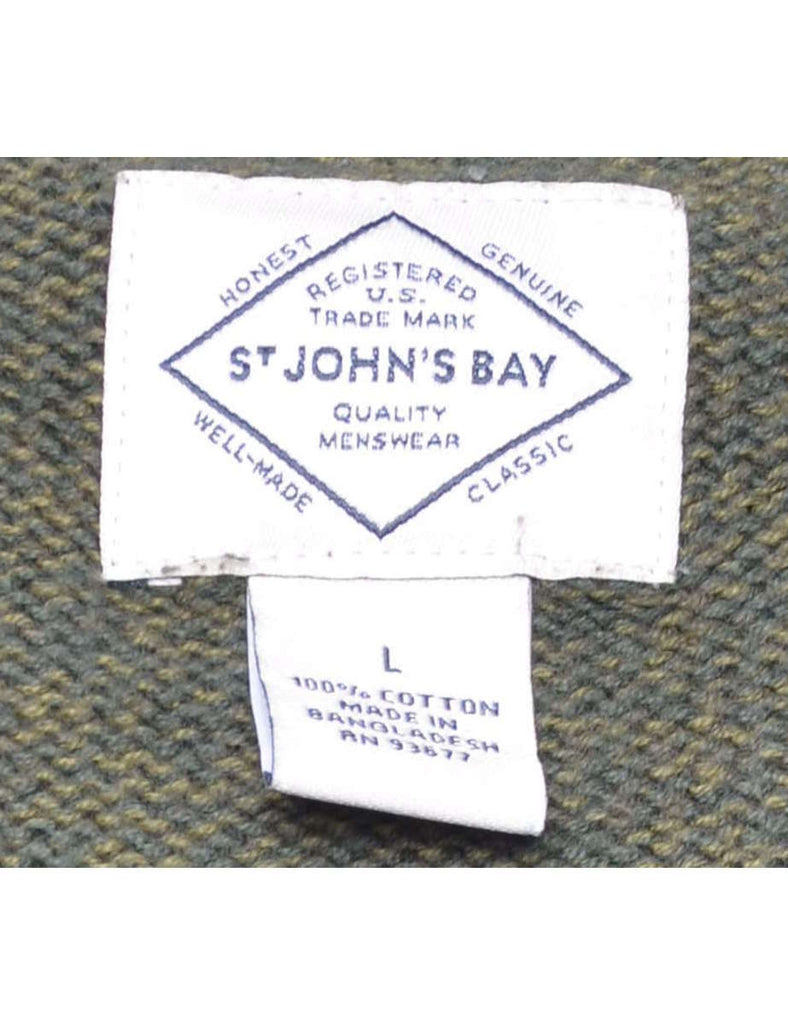 HONEST
GENUINE
REGISTERED
U.S.
TRADE MARK
ST JOHN'S BAY
QUALITY
MENSWEAR
WELL-MADE
CLASSIC
L
100% COTTON
MADE IN
BANGLADESH
RN 93677